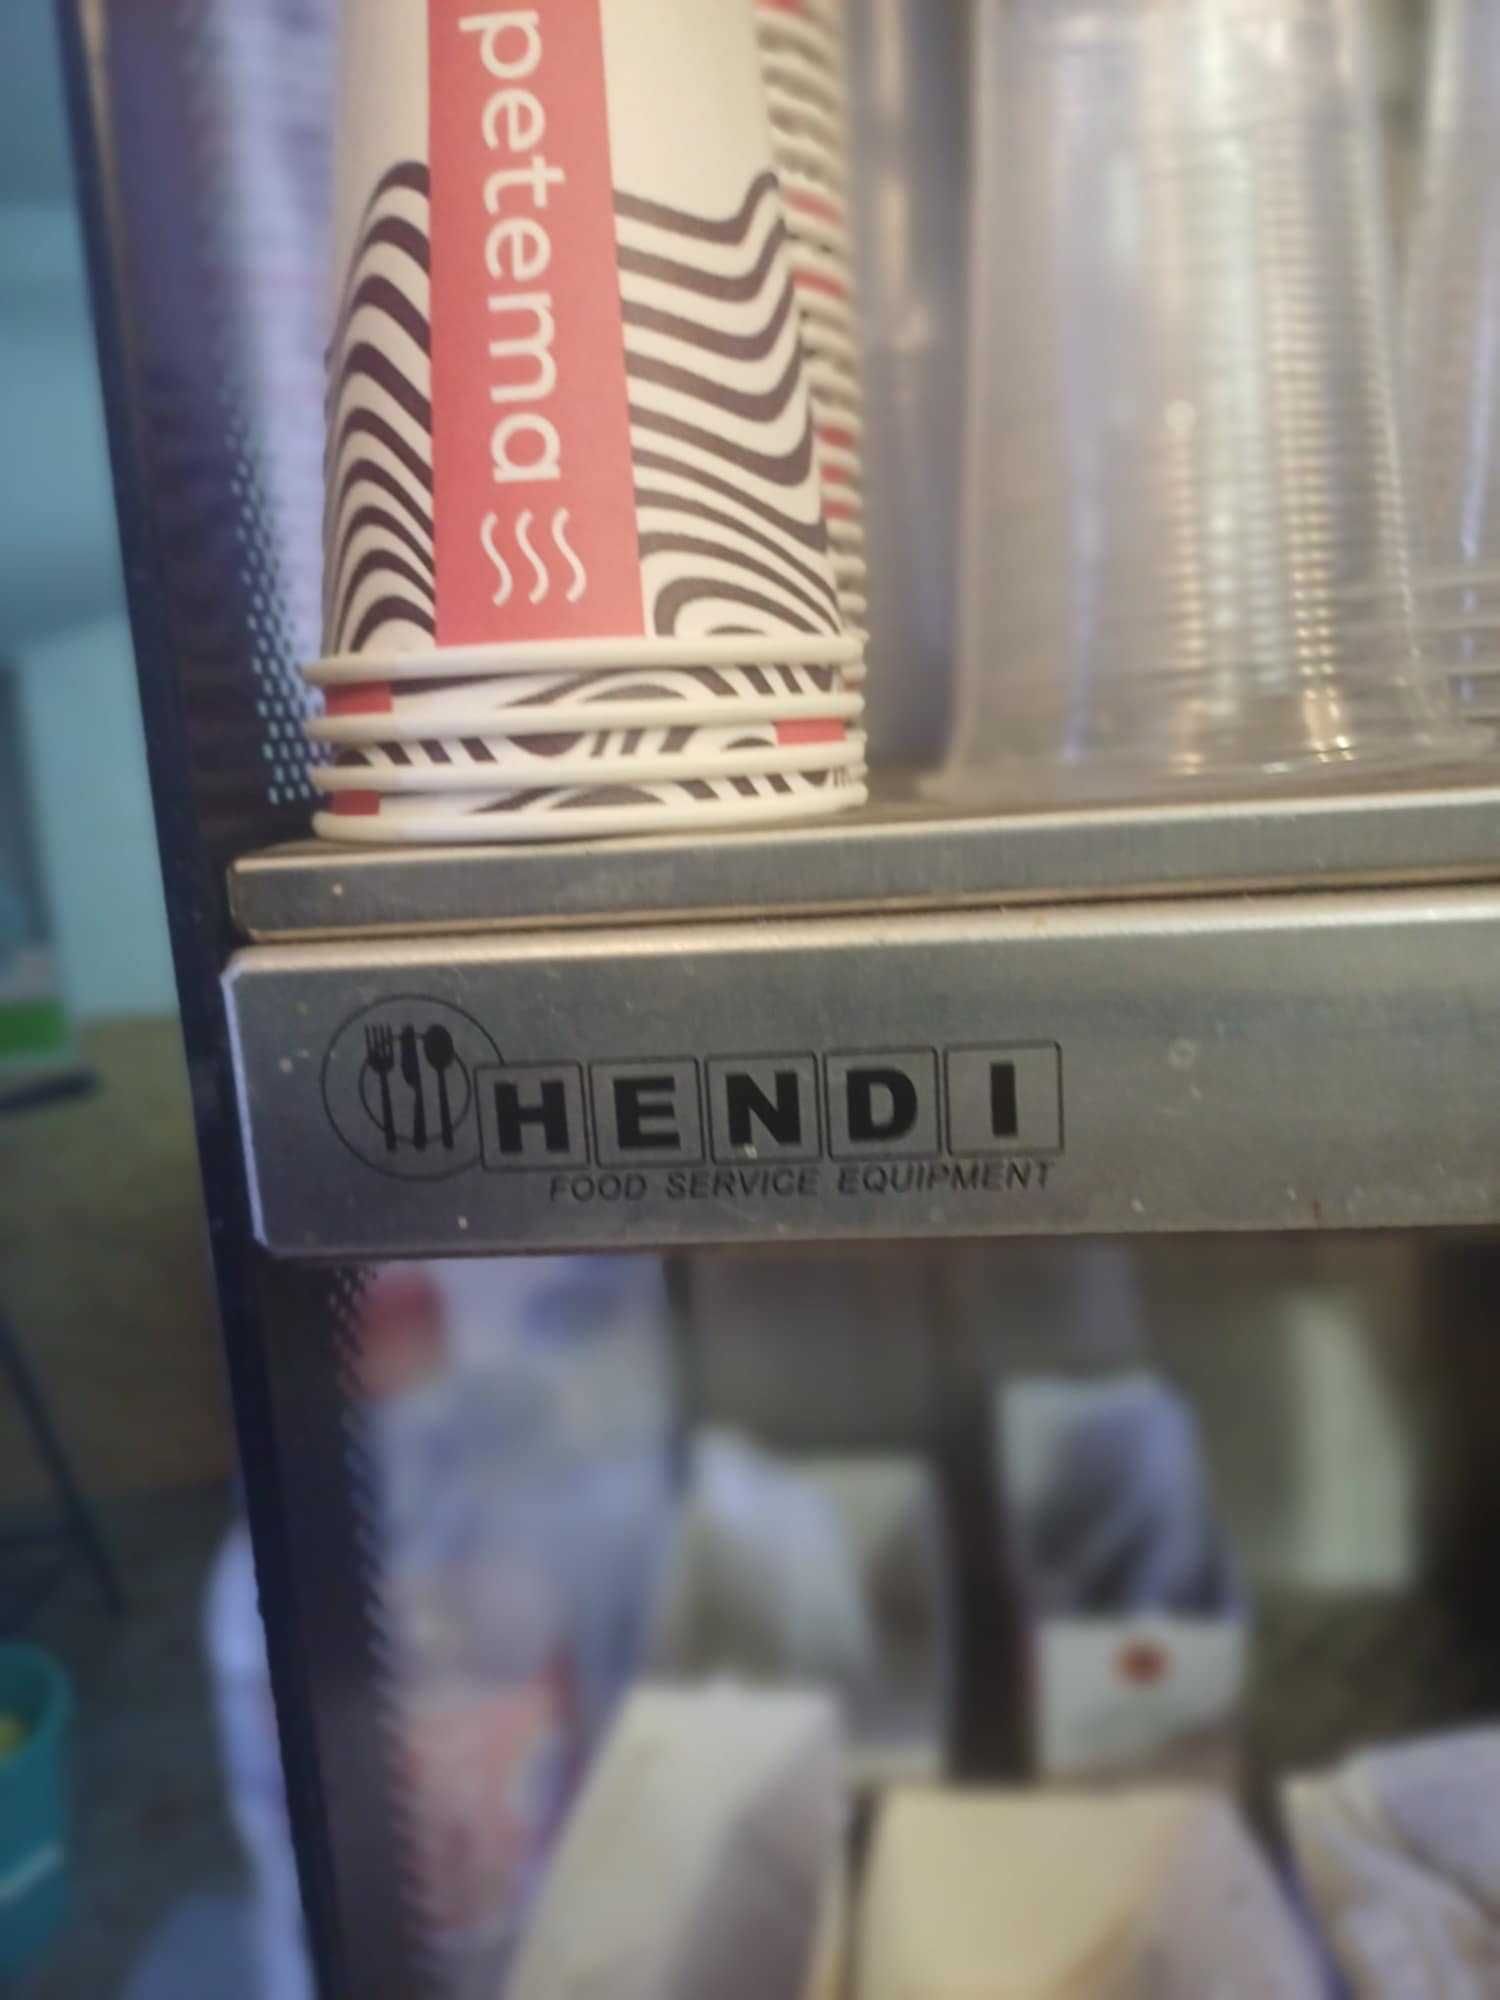 petema
HENDI
FOOD SERVICE EQUIPMENT